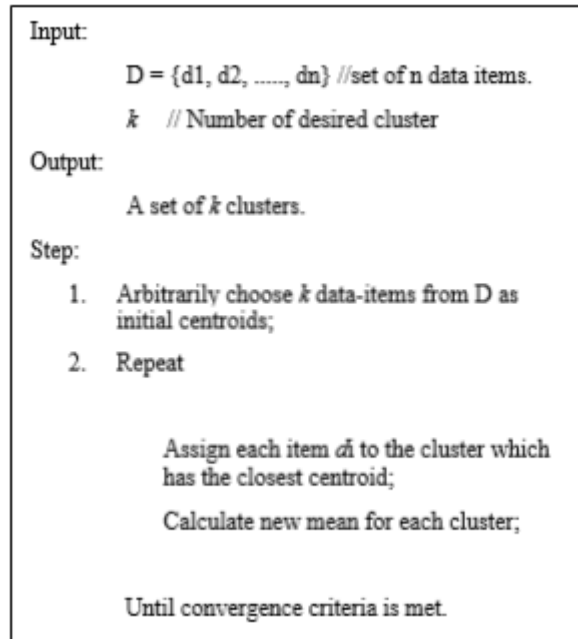 Input:
D = {d1, d2, ....., dn} //set of n data items.
k // Number of desired cluster
Output:
A set of k clusters.
Step:
1. Arbitrarily choose k data-items from D as
initial centroids;
2. Repeat
Assign each item di to the cluster which
has the closest centroid;
Calculate new mean for each cluster;
Until convergence criteria is met.